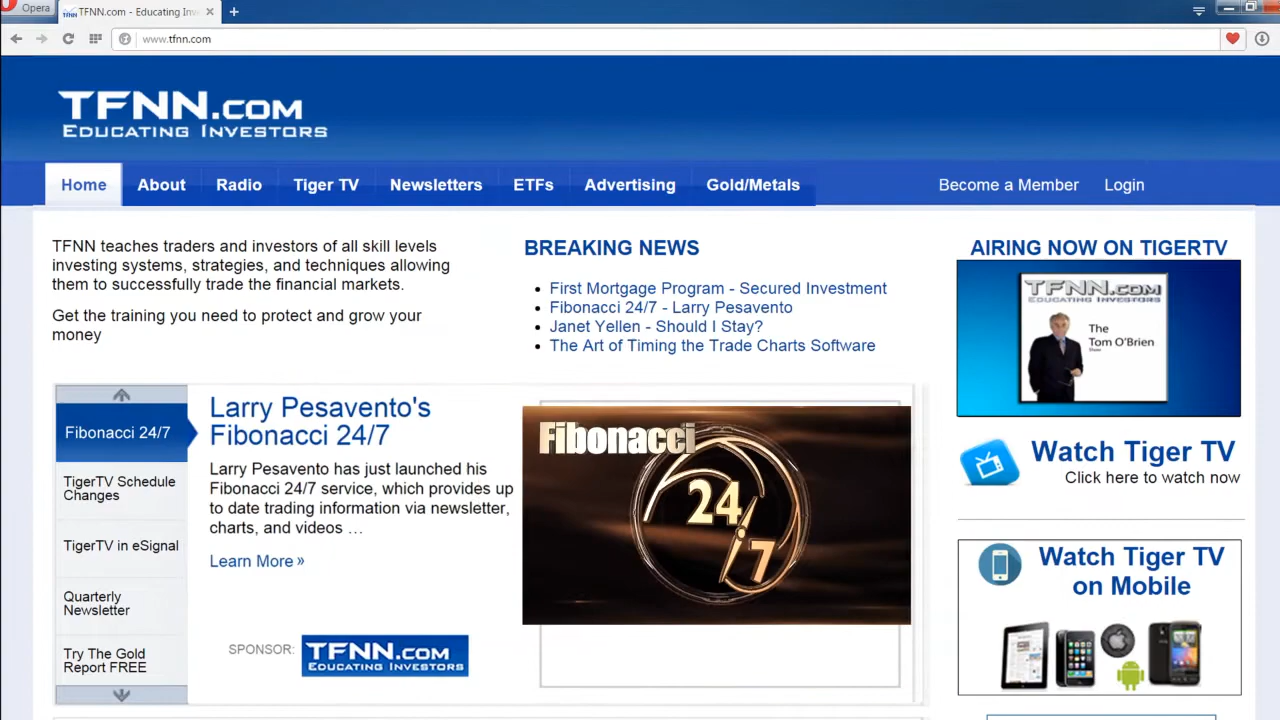 Opera
TFNN.com - Educating Inv
www.tfnn.com
TFNN.COM
EDUCATING INVESTORS
Home
About
Radio
Tiger TV
Newsletters
ETFs
Advertising
Gold/Metals
Become a Member
Login
TFNN teaches traders and investors of all skill levels
investing systems, strategies, and techniques allowing
them to successfully trade the financial markets.
Get the training you need to protect and grow your
money
BREAKING NEWS
First Mortgage Program - Secured Investment
Fibonacci 24/7 - Larry Pesavento
Janet Yellen - Should I Stay?
The Art of Timing the Trade Charts Software
AIRING NOW ON TIGERTV
TFNN.COM
EDUCATING INVESTORS
The
Tom O'Brien
Show
Watch Tiger TV
Click here to watch now
Watch Tiger TV
on Mobile
Fibonacci 24/7
TigerTV Schedule
Changes
TigerTV in eSignal
Quarterly
Newsletter
Try The Gold
Report FREE
Larry Pesavento's
Fibonacci 24/7
Larry Pesavento has just launched his
Fibonacci 24/7 service, which provides up
to date trading information via newsletter,
charts, and videos …
Learn More »
SPONSOR:
TFNN.COM
EDUCATING INVESTORS
Fibonacci
24/7